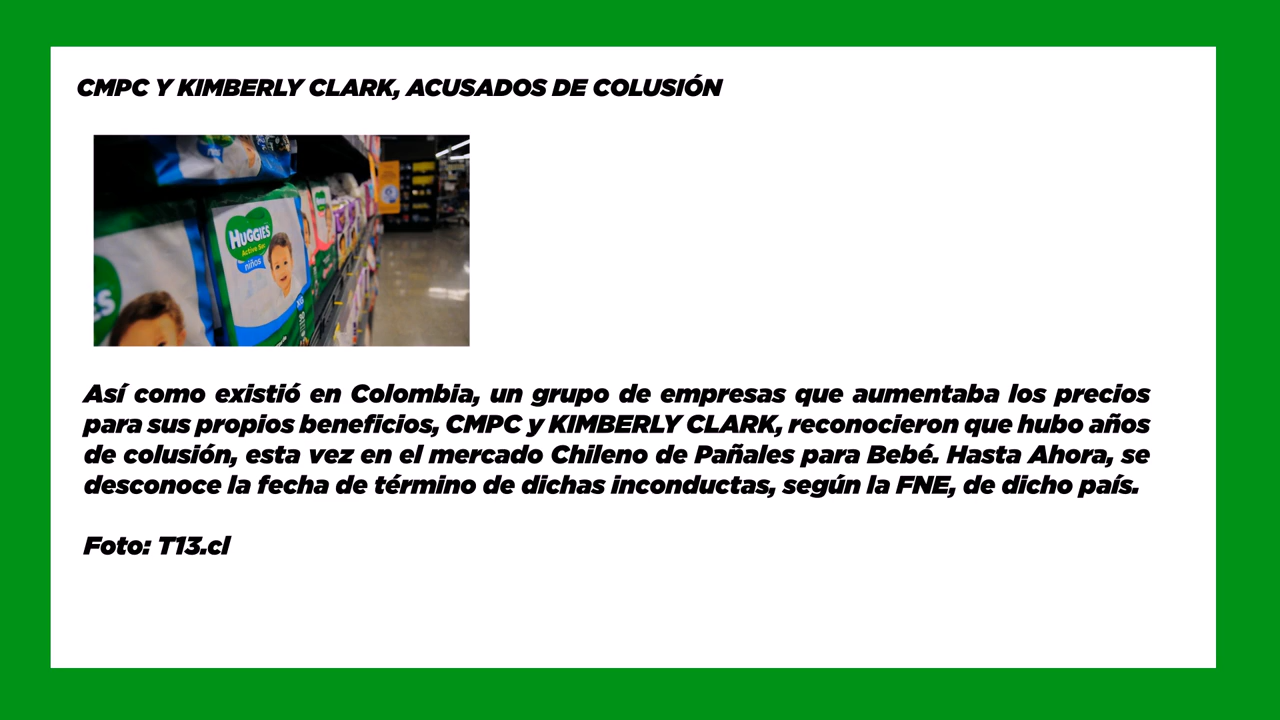 CMPC Y KIMBERLY CLARK, ACUSADOS DE COLUSIÓN
HUGGIES
Active Sec
niños
XG
ES
Así como existió en Colombia, un grupo de empresas que aumentaba los precios
para sus propios beneficios, CMPC y KIMBERLY CLARK, reconocieron que hubo años
de colusión, esta vez en el mercado Chileno de Pañales para Bebé. Hasta Ahora, se
desconoce la fecha de término de dichas inconductas, según la FNE, de dicho país.
Foto: T13.cl